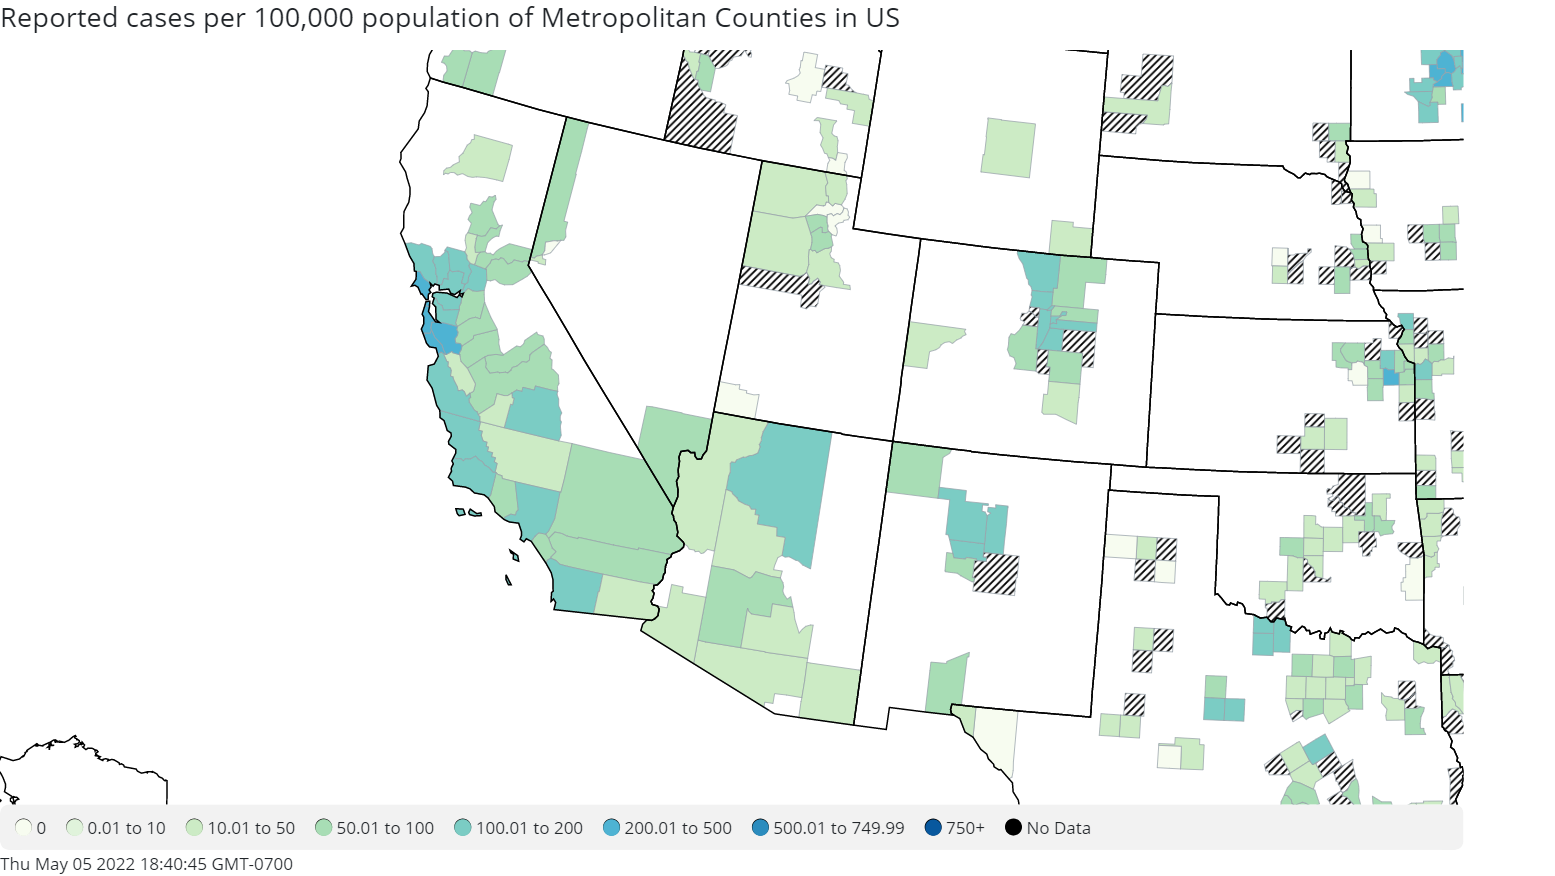 Reported cases per 100,000 population of Metropolitan Counties in US
0 0.01 to 10 10.01 to 50 50.01 to 100 100.01 to 200 200.01 to 500 500.01 to 749.99 750+ No Data
Thu May 05 2022 18:40:45 GMT-0700